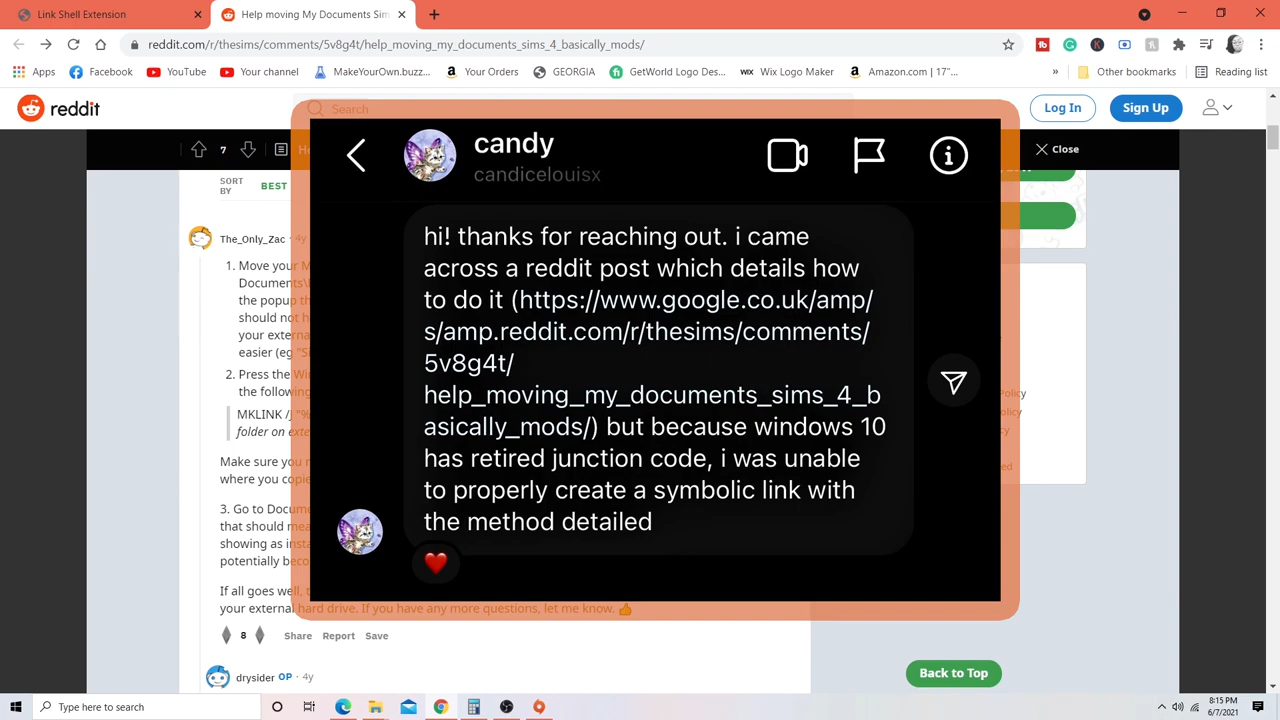 Link Shell Extension
Help moving My Documents Sim
reddit.com/r/thesims/comments/5v8g4t/help_moving_my_documents_sims_4_basically_mods/
Apps
Facebook
YouTube
Your channel
MakeYourOwn.buzz...
Your Orders
GEORGIA
GetWorld Logo Des...
WIX Wix Logo Maker
Amazon.com | 17"...
»
Other bookmarks
Reading list
reddit
Search
Log In
Sign Up
7
Close
SORT BY
BEST
candy
candicelouisx
hi! thanks for reaching out. i came
across a reddit post which details how
to do it (https://www.google.co.uk/amp/
s/amp.reddit.com/r/thesims/comments/
5v8g4t/
help_moving_my_documents_sims_4_b
asically_mods/) but because windows 10
has retired junction code, i was unable
to properly create a symbolic link with
the method detailed
The_Only_Zac · 4y
1. Move your
Documents\
the popup
should not
your extern
easier (eg
2. Press the
the following
MKLINK /J
folder on
Make sure you
where you
3. Go to
that should
showing as
potentially
If all goes well,
your external hard drive. If you have any more questions, let me know.
8
Share
Report
Save
drysider OP · 4y
Policy
Back to Top
Type here to search
8:15 PM
6/7/2021